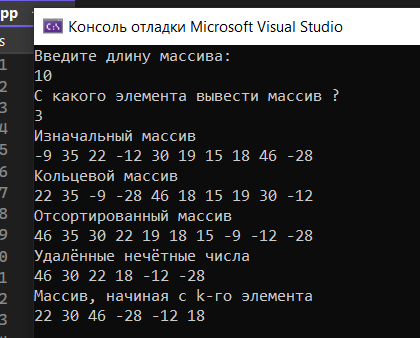 pp
Консоль отладки Microsoft Visual Studio
s
Введите длину массива:
10
С какого элемента вывести массив ?
3
Изначальный массив
-9 35 22 -12 30 19 15 18 46 -28
Кольцевой массив
22 35 -9 -28 46 18 15 19 30 -12
Отсортированный массив
46 35 30 22 19 18 15 -9 -12 -28
Удалённые нечётные числа
46 30 22 18 -12 -28
Массив, начиная с k-го элемента
22 30 46 -28 -12 18